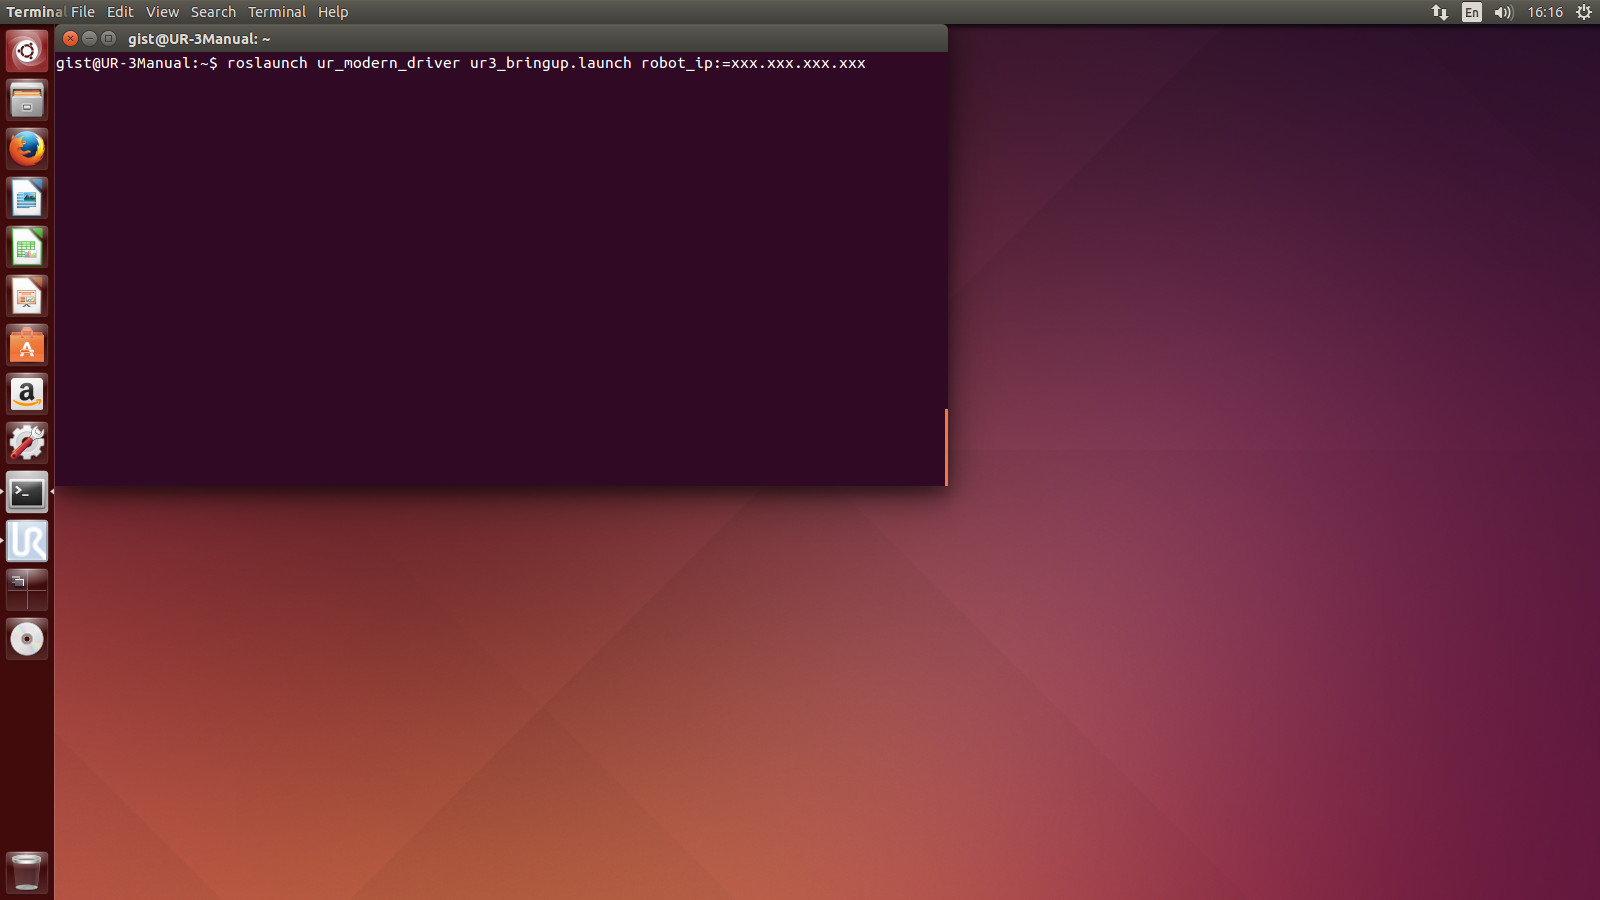 Terminal File Edit View Search Terminal Help
En 16:16
gist@UR-3Manual: ~
gist@UR-3Manual:~$ roslaunch ur_modern_driver ur3_bringup.launch robot_ip:=xxx.xxx.xxx.xxx
a
>_
UR